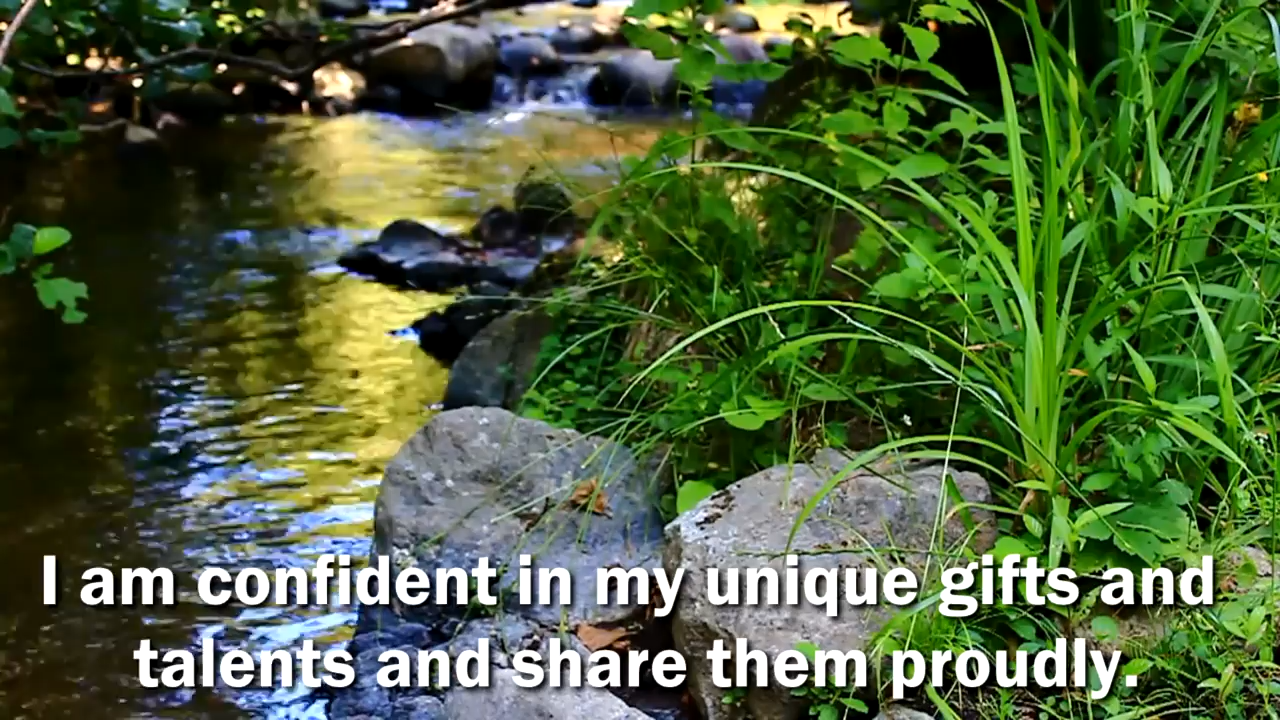 I am confident in my unique gifts and
talents and share them proudly.